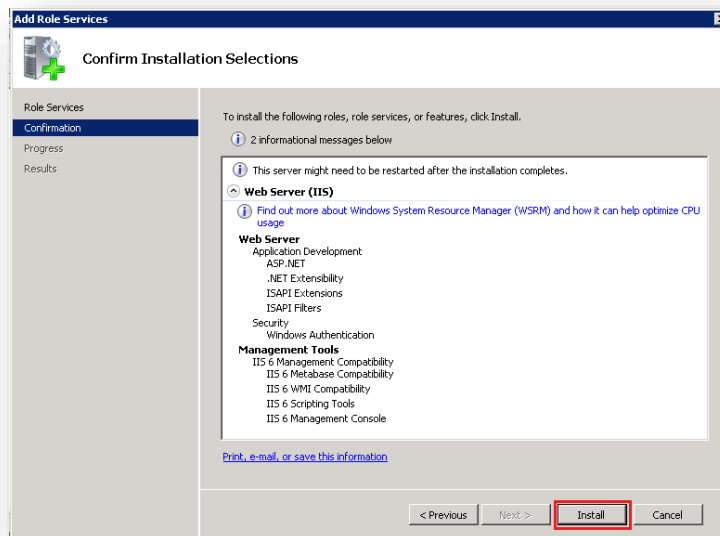 Add Role Services
Confirm Installation Selections
Role Services
Confirmation
Progress
Results
To install the following roles, role services, or features, click Install.
2 informational messages below
This server might need to be restarted after the installation completes.
Web Server (IIS)
Find out more about Windows System Resource Manager (WSRM) and how it can help optimize CPU
usage
Web Server
Application Development
ASP.NET
.NET Extensibility
ISAPI Extensions
ISAPI Filters
Security
Windows Authentication
Management Tools
IIS 6 Management Compatibility
IIS 6 Metabase Compatibility
IIS 6 WMI Compatibility
IIS 6 Scripting Tools
IIS 6 Management Console
Print, e-mail, or save this information
< Previous
Next >
Install
Cancel